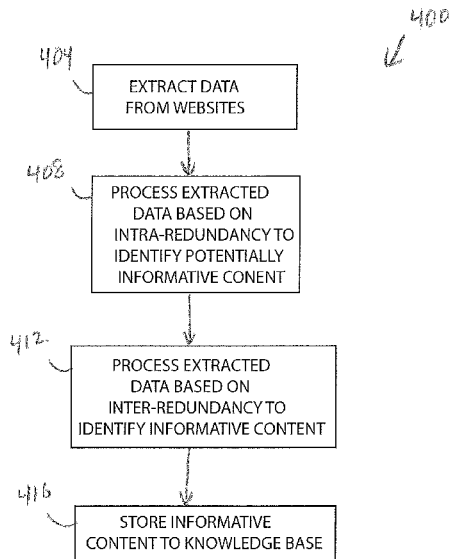 400
404
EXTRACT DATA
FROM WEBSITES
408
PROCESS EXTRACTED
DATA BASED ON
INTRA-REDUNDANCY TO
IDENTIFY POTENTIALLY
INFORMATIVE CONENT
412
PROCESS EXTRACTED
DATA BASED ON
INTER-REDUNDANCY TO
IDENTIFY INFORMATIVE CONTENT
416
STORE INFORMATIVE
CONTENT TO KNOWLEDGE BASE